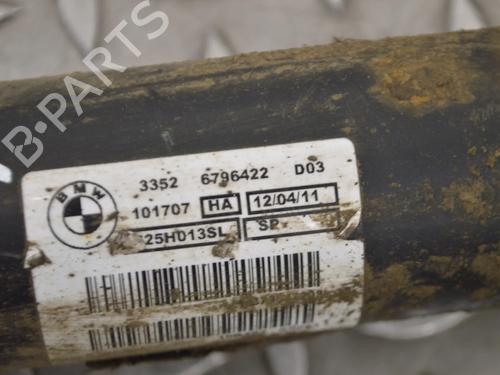 B-PARTS
BMW
3352 6796422 D03
101707 HA 12/04/11
25H013SL SP